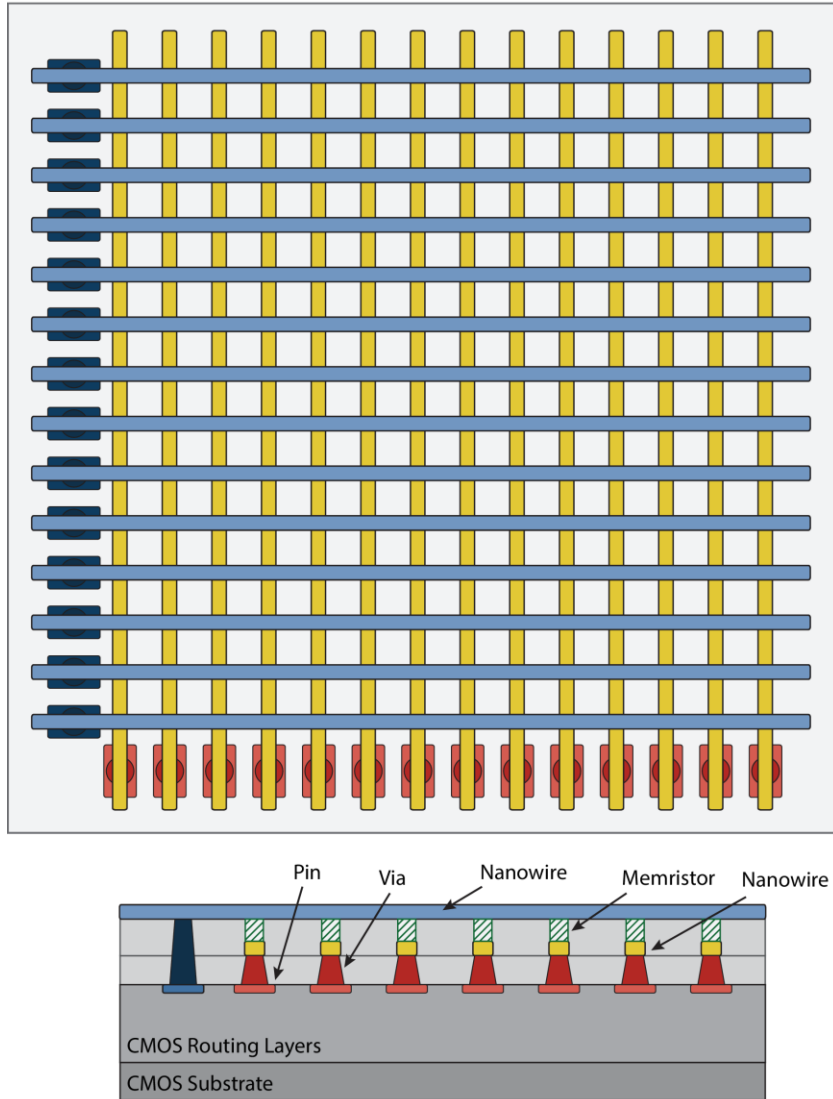 Pin
Via
Nanowire
Memristor
Nanowire
CMOS Routing Layers
CMOS Substrate